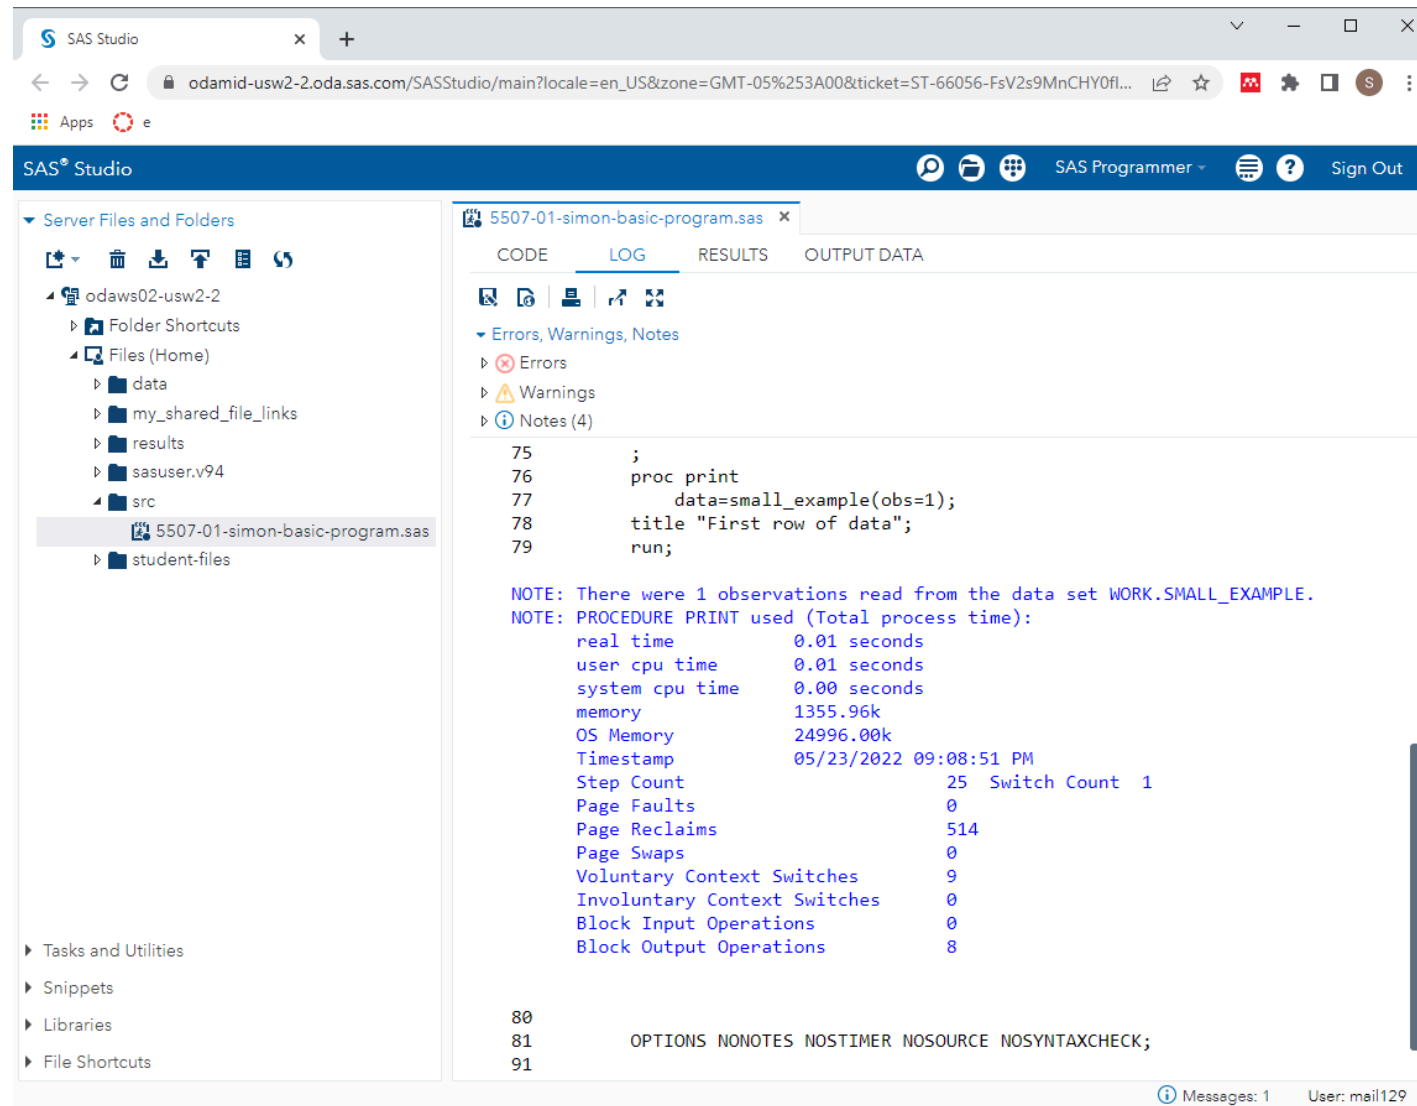 SAS Studio
odamid-usw2-2.oda.sas.com/SASStudio/main?locale=en_US&zone=GMT-05%253A00&ticket=ST-66056-FsV2s9MnCHY0fl...
S
Apps e
SAS® Studio
SAS Programmer
Sign Out
Server Files and Folders
odaws02-usw2-2
Folder Shortcuts
Files (Home)
data
my_shared_file_links
results
sasuser.v94
src
5507-01-simon-basic-program.sas
student-files
Tasks and Utilities
Snippets
Libraries
File Shortcuts
5507-01-simon-basic-program.sas
CODE LOG RESULTS OUTPUT DATA
Errors, Warnings, Notes
Errors
Warnings
Notes (4)
75 ;
76 proc print
77 data=small_example(obs=1);
78 title "First row of data";
79 run;
NOTE: There were 1 observations read from the data set WORK.SMALL_EXAMPLE.
NOTE: PROCEDURE PRINT used (Total process time):
real time 0.01 seconds
user cpu time 0.01 seconds
system cpu time 0.00 seconds
memory 1355.96k
OS Memory 24996.00k
Timestamp 05/23/2022 09:08:51 PM
Step Count 25 Switch Count 1
Page Faults 0
Page Reclaims 514
Page Swaps 0
Voluntary Context Switches 9
Involuntary Context Switches 0
Block Input Operations 0
Block Output Operations 8
80
81 OPTIONS NONOTES NOSTIMER NOSOURCE NOSYNTAXCHECK;
91
Messages: 1 User: mail129